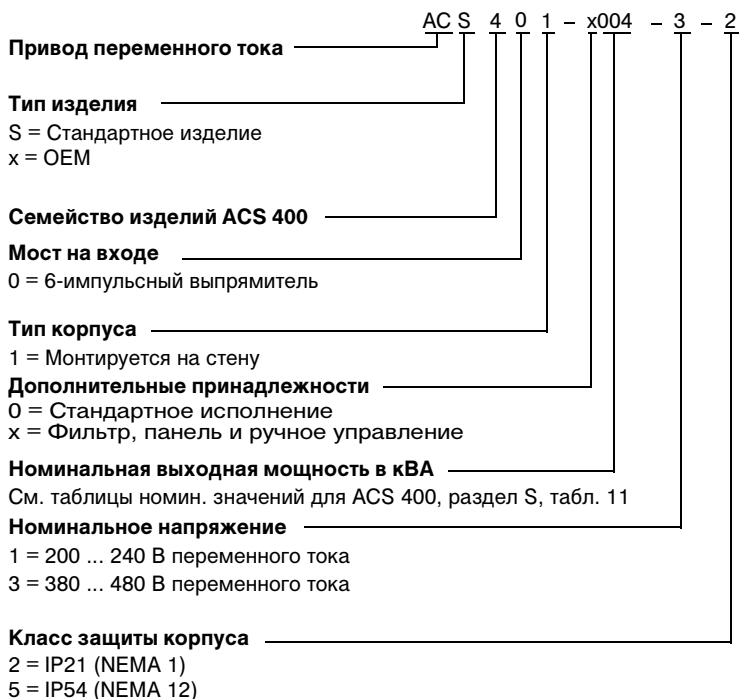 AC S 4 0 1 – x004 – 3 – 2
Привод переменного тока
Тип изделия
S = Стандартное изделие
x = OEM
Семейство изделий ACS 400
Мост на входе
0 = 6-импульсный выпрямитель
Тип корпуса
1 = Монтируется на стену
Дополнительные принадлежности
0 = Стандартное исполнение
x = Фильтр, панель и ручное управление
Номинальная выходная мощность в кВА
См. таблицы номин. значений для ACS 400, раздел S, табл. 11
Номинальное напряжение
1 = 200 ... 240 В переменного тока
3 = 380 ... 480 В переменного тока
Класс защиты корпуса
2 = IP21 (NEMA 1)
5 = IP54 (NEMA 12)